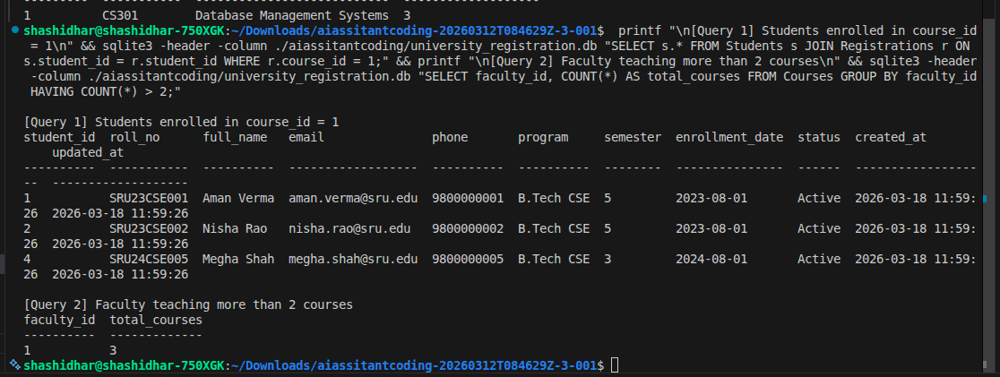 1          CS301        Database Management Systems  3
shashidhar@shashidhar-750XGK:~/Downloads/aiassitantcoding-20260312T084629Z-3-001$  printf "\n[Query 1] Students enrolled in course_id
 = 1\n" && sqlite3 -header -column ./aiassitantcoding/university_registration.db "SELECT s.* FROM Students s JOIN Registrations r ON
s.student_id = r.student_id WHERE r.course_id = 1;" && printf "\n[Query 2] Faculty teaching more than 2 courses\n" && sqlite3 -header
 -column ./aiassitantcoding/university_registration.db "SELECT faculty_id, COUNT(*) AS total_courses FROM Courses GROUP BY faculty_id
 HAVING COUNT(*) > 2;"

[Query 1] Students enrolled in course_id = 1
student_id  roll_no      full_name   email               phone       program     semester  enrollment_date  status  created_at
    updated_at
----------  -----------  ----------  ------------------  ----------  ----------  --------  ---------------  ------  -----------------
--  -------------------
1           SRU23CSE001  Aman Verma  aman.verma@sru.edu  9800000001  B.Tech CSE  5         2023-08-01       Active  2026-03-18 11:59:
26  2026-03-18 11:59:26
2           SRU23CSE002  Nisha Rao   nisha.rao@sru.edu   9800000002  B.Tech CSE  5         2023-08-01       Active  2026-03-18 11:59:
26  2026-03-18 11:59:26
4           SRU24CSE005  Megha Shah  megha.shah@sru.edu  9800000005  B.Tech CSE  3         2024-08-01       Active  2026-03-18 11:59:
26  2026-03-18 11:59:26

[Query 2] Faculty teaching more than 2 courses
faculty_id  total_courses
----------  -------------
1           3
shashidhar@shashidhar-750XGK:~/Downloads/aiassitantcoding-20260312T084629Z-3-001$